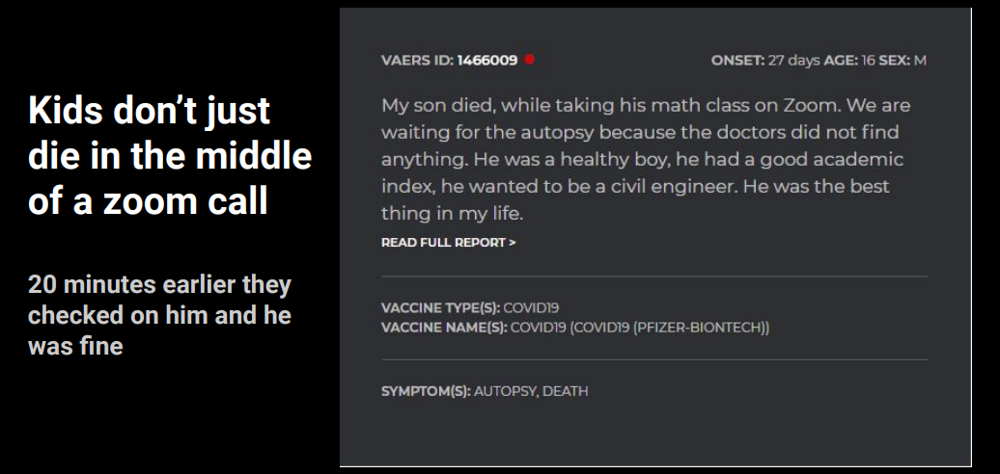 Kids don't just
die in the middle
of a zoom call
20 minutes earlier they
checked on him and he
was fine
VAERS ID: 1466009
ONSET: 27 days AGE: 16 SEX: M
My son died, while taking his math class on Zoom. We are
waiting for the autopsy because the doctors did not find
anything. He was a healthy boy, he had a good academic
index, he wanted to be a civil engineer. He was the best
thing in my life.
READ FULL REPORT >
VACCINE TYPE(S): COVID19
VACCINE NAME(S): COVID19 (COVID19 (PFIZER-BIONTECH))
SYMPTOM(S): AUTOPSY, DEATH